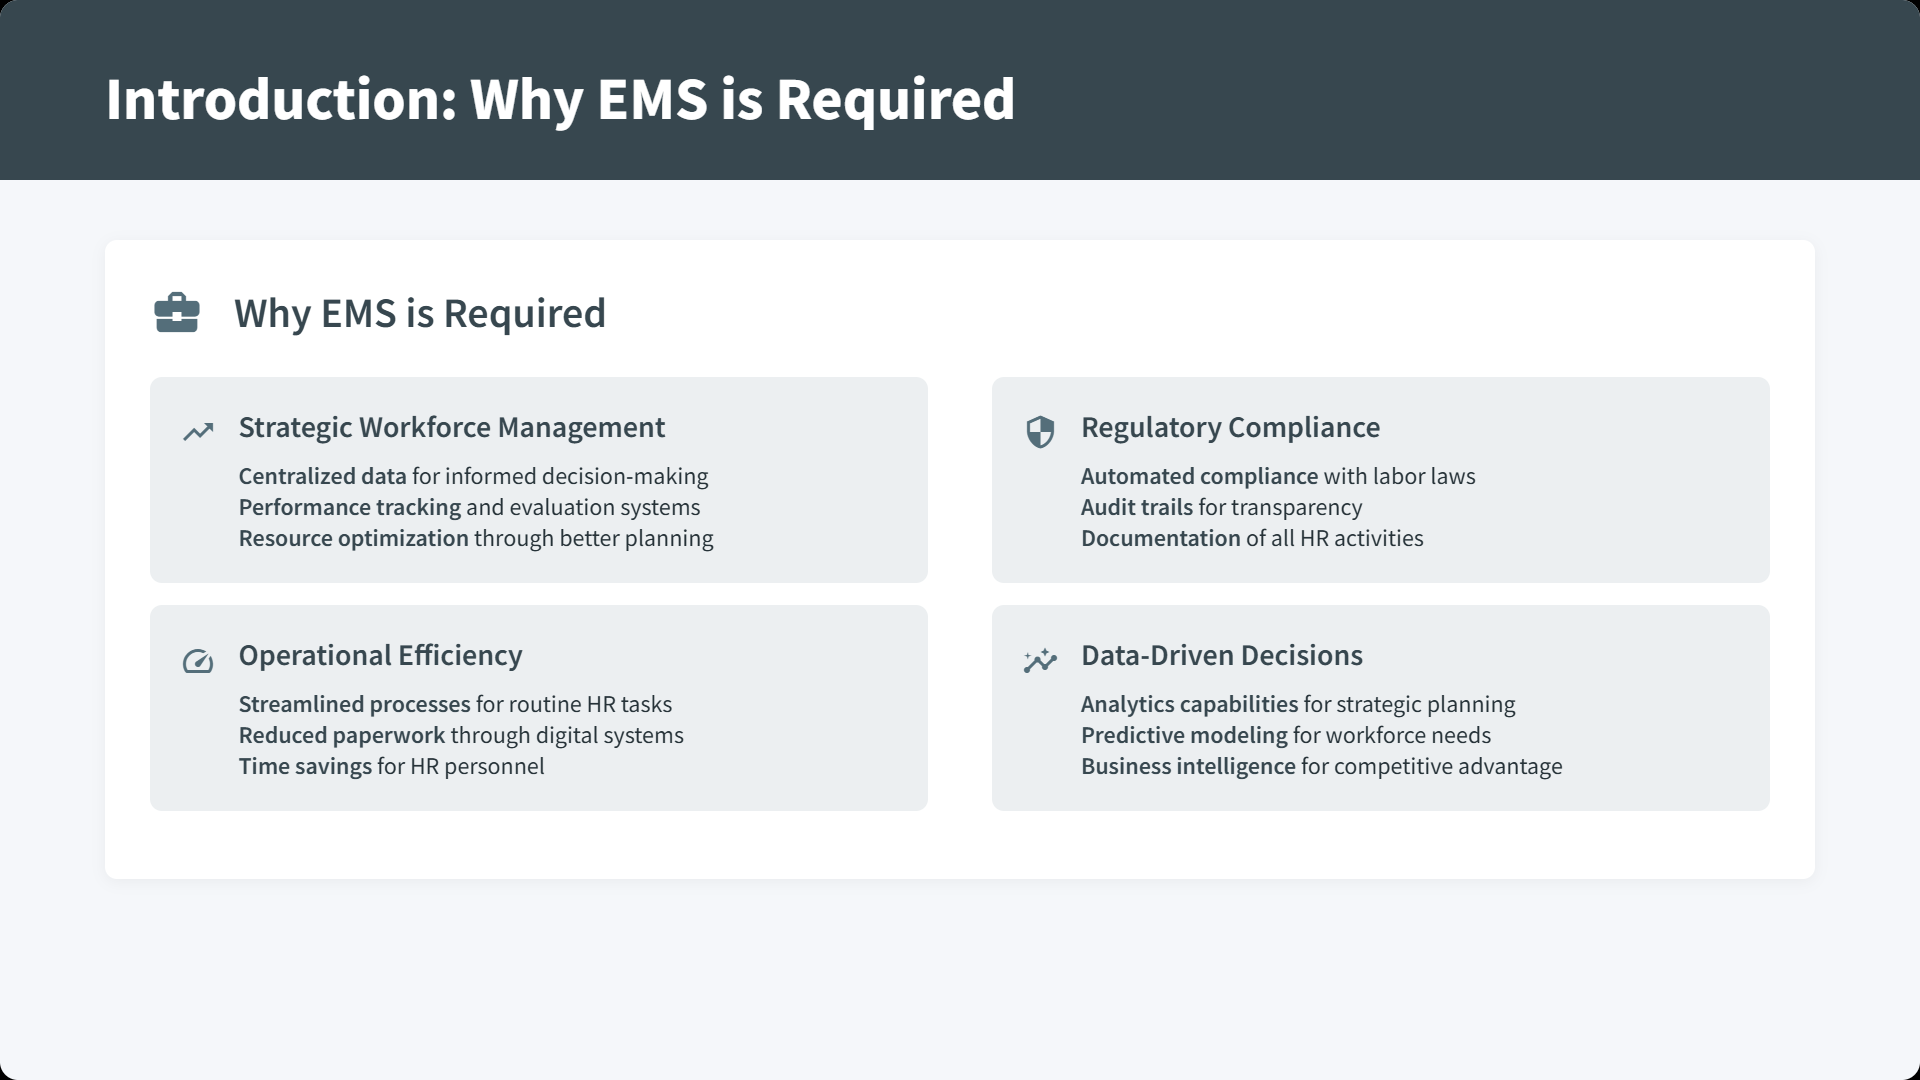 Introduction: Why EMS is Required
Why EMS is Required
Strategic Workforce Management
Centralized data for informed decision-making
Performance tracking and evaluation systems
Resource optimization through better planning
Regulatory Compliance
Automated compliance with labor laws
Audit trails for transparency
Documentation of all HR activities
Operational Efficiency
Streamlined processes for routine HR tasks
Reduced paperwork through digital systems
Time savings for HR personnel
Data-Driven Decisions
Analytics capabilities for strategic planning
Predictive modeling for workforce needs
Business intelligence for competitive advantage